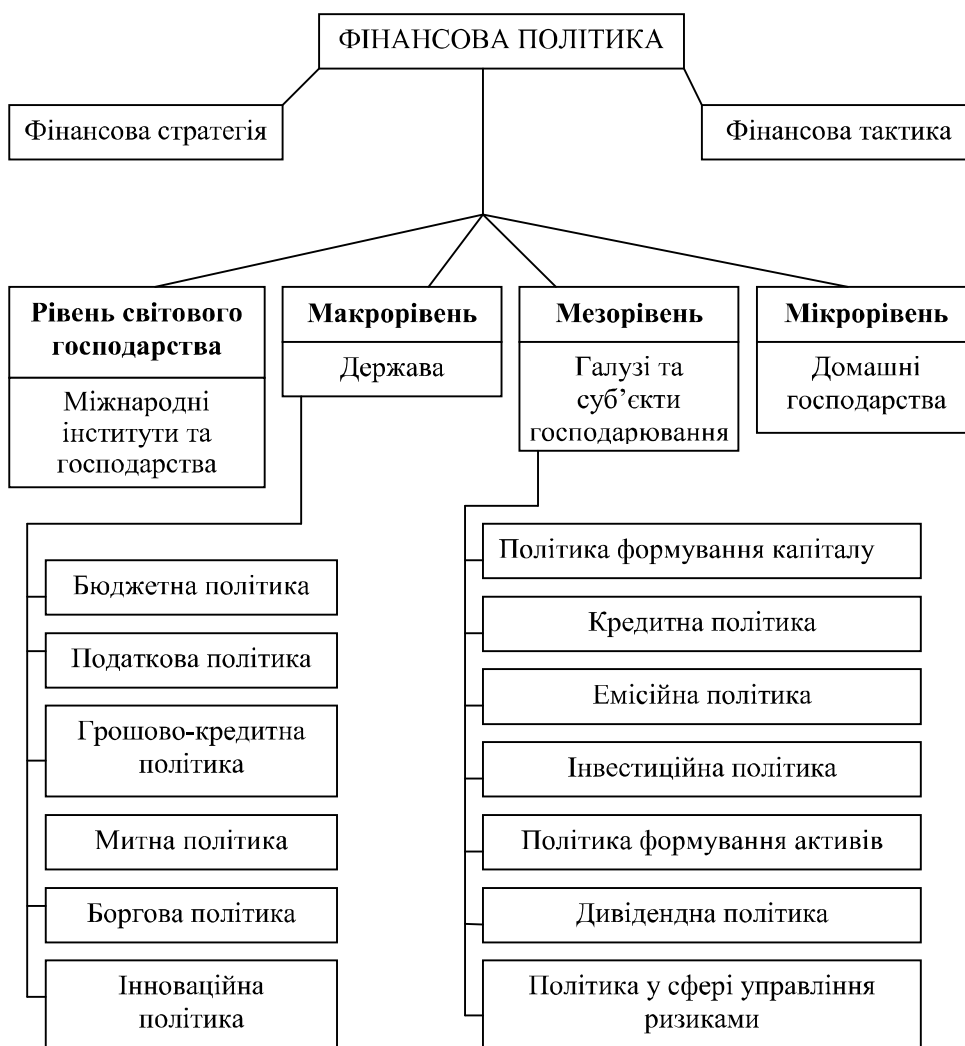 ФІНАНСОВА ПОЛІТИКА
Фінансова стратегія
Фінансова тактика
Рівень світового
господарства
Міжнародні
інститути та
господарства
Макрорівень
Держава
Мезорівень
Галузі та
суб’єкти
господарювання
Мікрорівень
Домашні
господарства
Бюджетна політика
Податкова політика
Грошово-кредитна
політика
Митна політика
Боргова політика
Інноваційна
політика
Політика формування капіталу
Кредитна політика
Емісійна політика
Інвестиційна політика
Політика формування активів
Дивідендна політика
Політика у сфері управління
ризиками